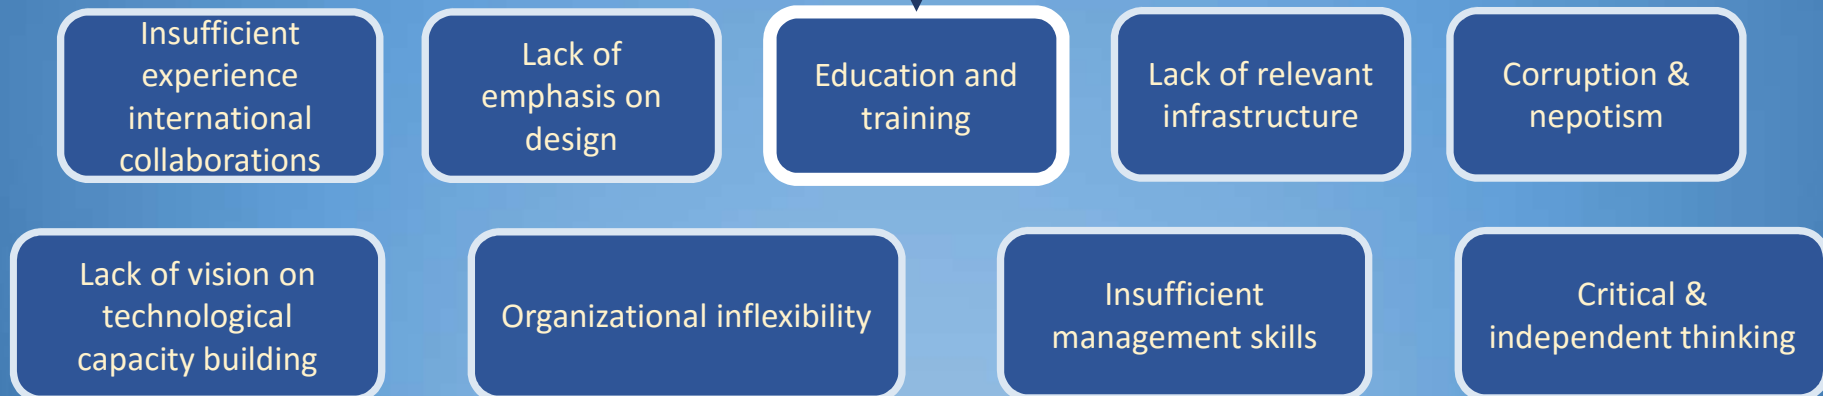 Insufficient
experience
international
collaborations
Lack of
emphasis on
design
Education and
training
Lack of relevant
infrastructure
Corruption &
nepotism
Lack of vision on
technological
capacity building
Organizational inflexibility
Insufficient
management skills
Critical &
independent thinking